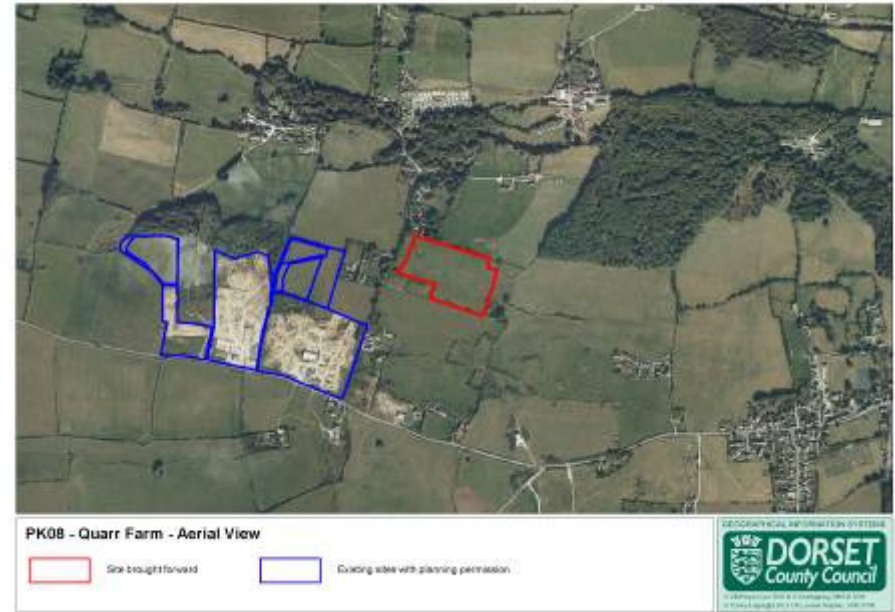 PK08 - Quarr Farm - Aerial View
Site brought forward
Existing sites with planning permission
GEOGRAPHICAL INFORMATION SYSTEMS
DORSET
County Council